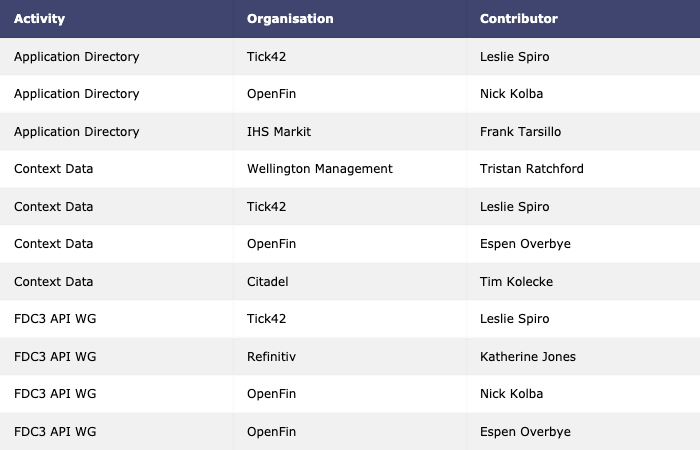 Activity Organisation Contributor
Application Directory Tick42 Leslie Spiro
Application Directory OpenFin Nick Kolba
Application Directory IHS Markit Frank Tarsillo
Context Data Wellington Management Tristan Ratchford
Context Data Tick42 Leslie Spiro
Context Data OpenFin Espen Overbye
Context Data Citadel Tim Kolecke
FDC3 API WG Tick42 Leslie Spiro
FDC3 API WG Refinitiv Katherine Jones
FDC3 API WG OpenFin Nick Kolba
FDC3 API WG OpenFin Espen Overbye